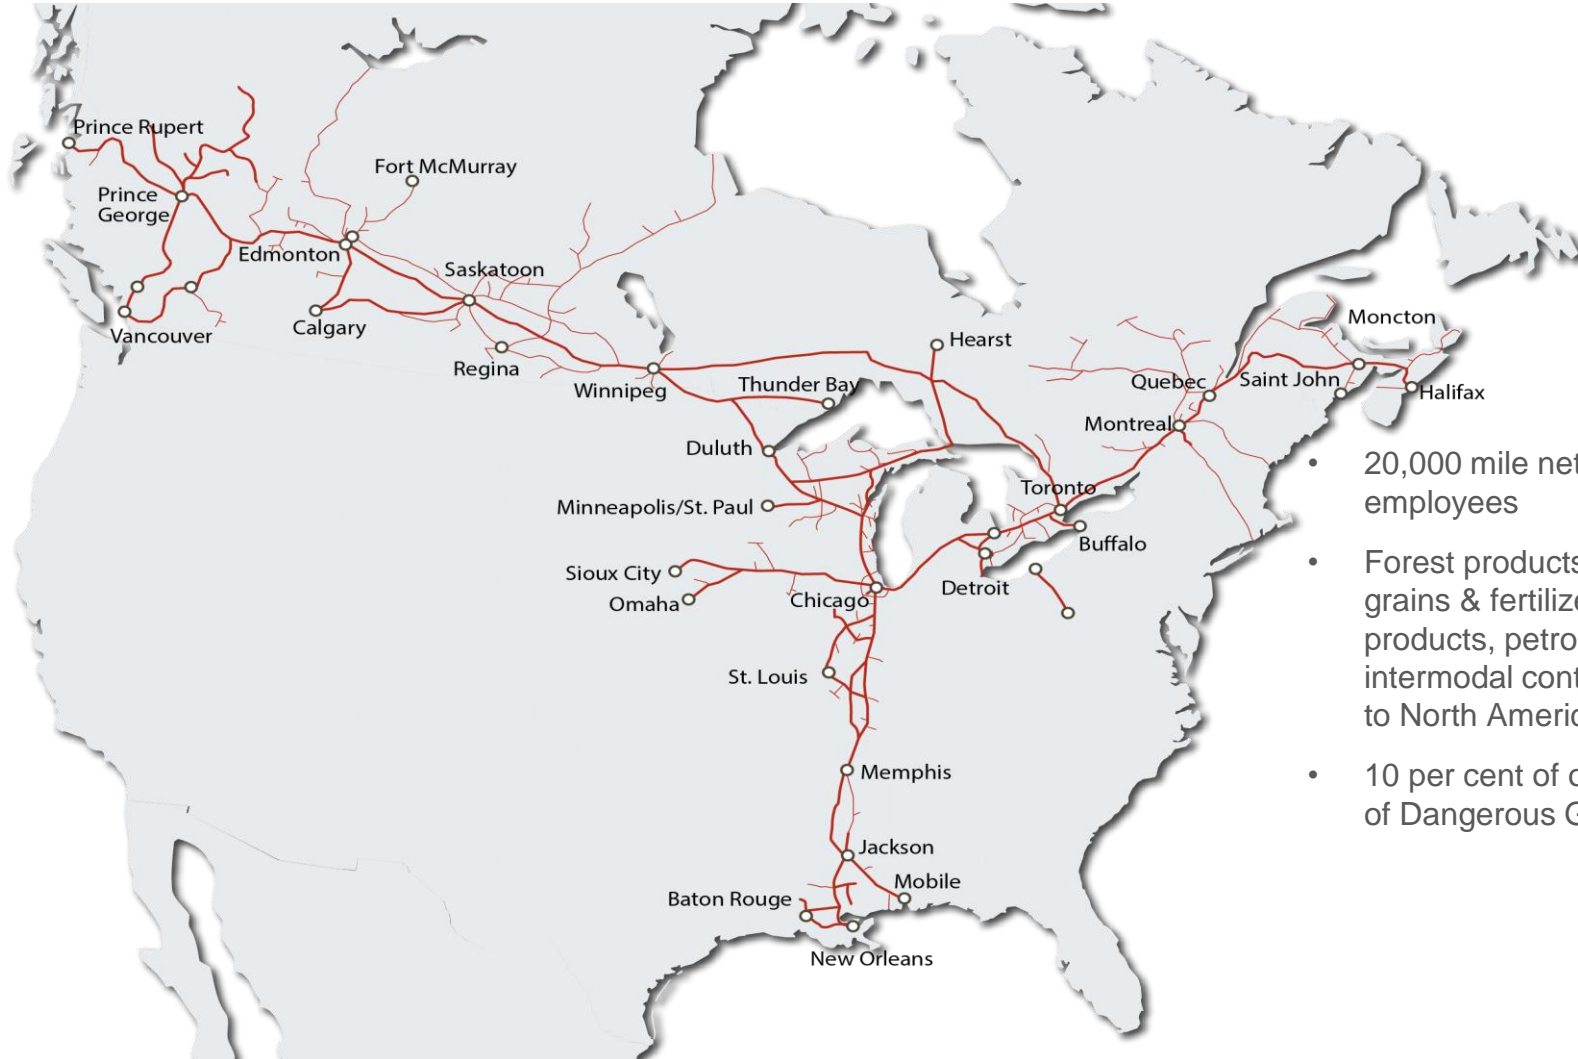 Prince Rupert
Fort McMurray
Prince
George
Edmonton
Saskatoon
Vancouver
Calgary
Regina
Winnipeg
Thunder Bay
Hearst
Moncton
Quebec
Saint John
Halifax
Montreal
Duluth
Toronto
Minneapolis/St. Paul
Buffalo
Sioux City
Omaha
Chicago
Detroit
St. Louis
Memphis
Jackson
Mobile
Baton Rouge
New Orleans
• 20,000 mile net
employees
• Forest products
grains & fertilize
products, petro
intermodal cont
to North Americ
• 10 per cent of
of Dangerous G